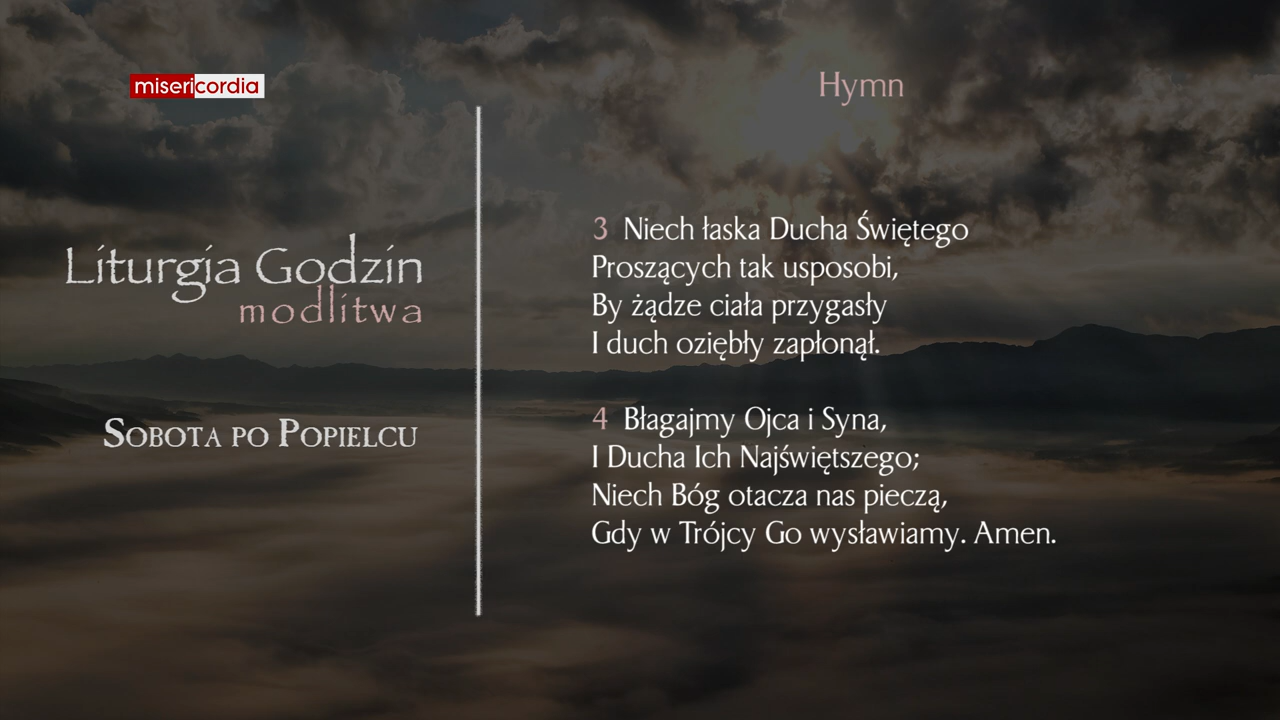 misericordia
Liturgia Godzin
modlitwa
Sobota po Popielcu
Hymn
3 Niech łaska Ducha Świętego
Proszących tak usposobi,
By żądze ciała przygasły
I duch oziębły zapłonął.
4 Błagajmy Ojca i Syna,
I Ducha Ich Najświętszego;
Niech Bóg otacza nas pieczą,
Gdy w Trójcy Go wysławiamy. Amen.